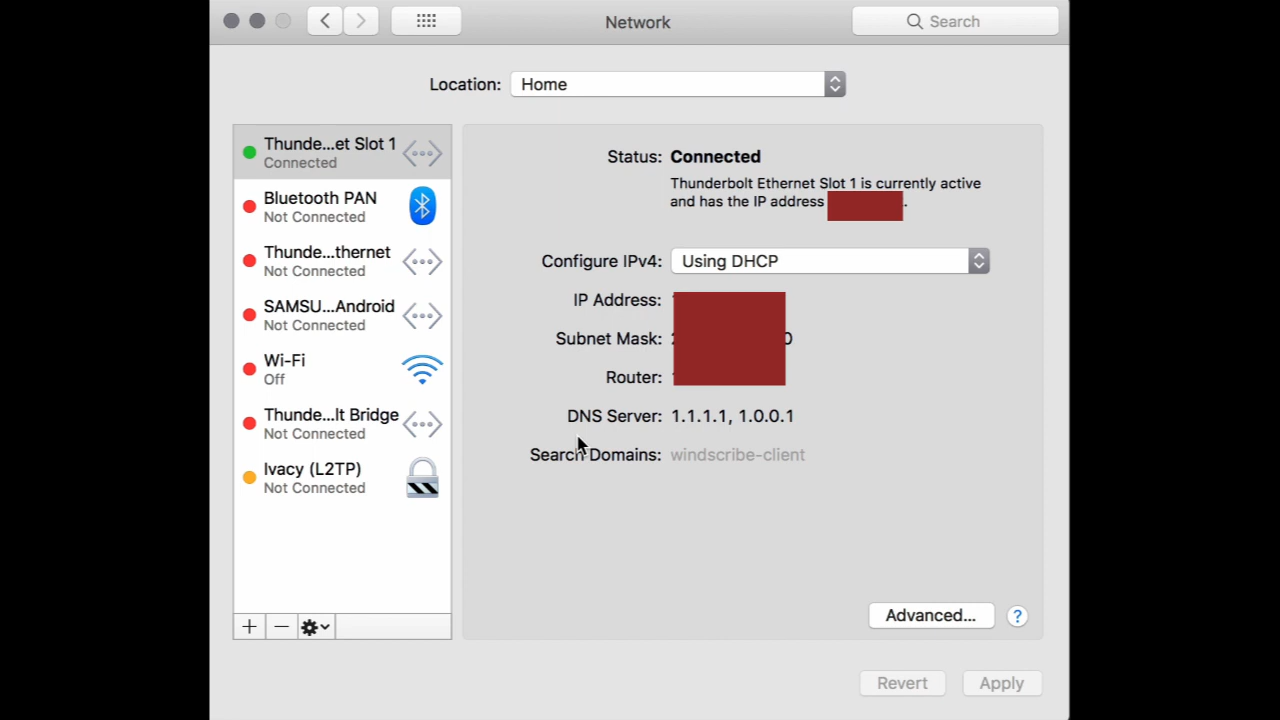 Network
Search
Location: Home
Thunde...et Slot 1
Connected
Bluetooth PAN
Not Connected
Thunde...thernet
Not Connected
SAMSU...Android
Not Connected
Wi-Fi
Off
Thunde...lt Bridge
Not Connected
Ivacy (L2TP)
Not Connected
Status: Connected
Thunderbolt Ethernet Slot 1 is currently active
and has the IP address .
Configure IPv4: Using DHCP
IP Address:
Subnet Mask: 2 0
Router:
DNS Server: 1.1.1.1, 1.0.0.1
Search Domains: windscribe-client
Advanced...
?
Revert
Apply